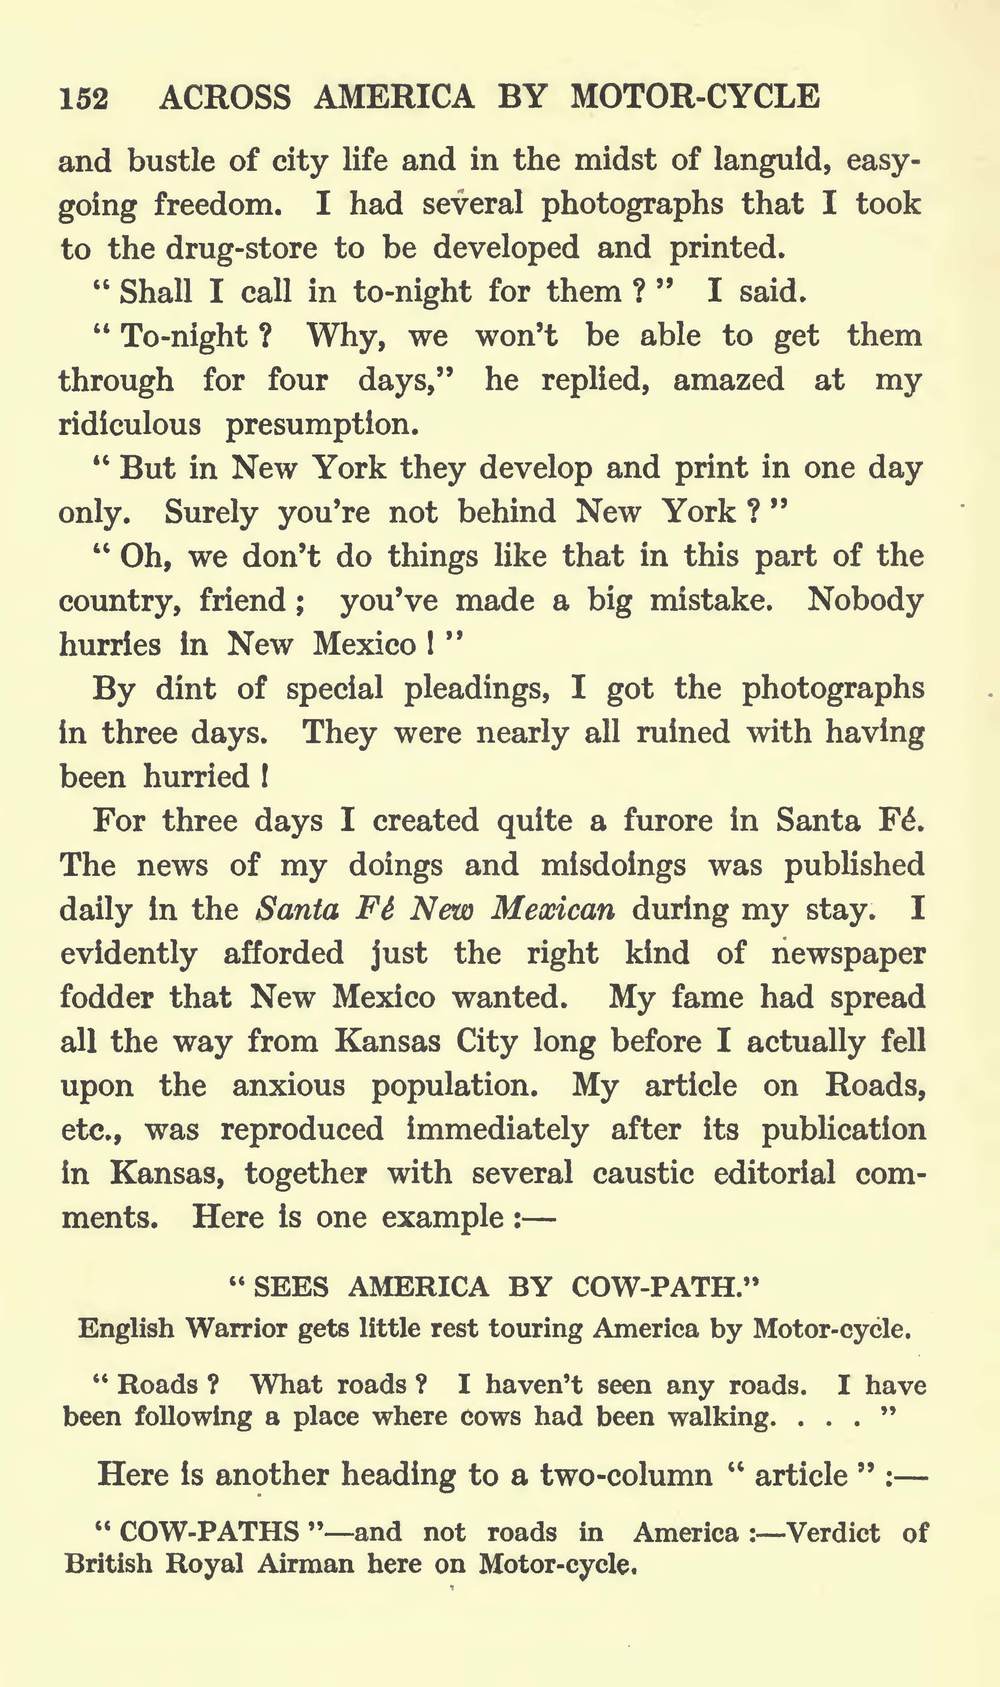 152 ACROSS AMERICA BY MOTOR-CYCLE
and bustle of city life and in the midst of languid, easy-
going freedom. I had several photographs that I took
to the drug-store to be developed and printed.
“ Shall I call in to-night for them ? ” I said.
“ To-night ? Why, we won’t be able to get them
through for four days,” he replied, amazed at my
ridiculous presumption.
“ But in New York they develop and print in one day
only. Surely you’re not behind New York ? ”
“ Oh, we don’t do things like that in this part of the
country, friend ; you’ve made a big mistake. Nobody
hurries in New Mexico ! ”
By dint of special pleadings, I got the photographs
in three days. They were nearly all ruined with having
been hurried !
For three days I created quite a furore in Santa Fé.
The news of my doings and misdoings was published
daily in the Santa Fé New Mexican during my stay. I
evidently afforded just the right kind of newspaper
fodder that New Mexico wanted. My fame had spread
all the way from Kansas City long before I actually fell
upon the anxious population. My article on Roads,
etc., was reproduced immediately after its publication
in Kansas, together with several caustic editorial com-
ments. Here is one example :—
“ SEES AMERICA BY COW-PATH.”
English Warrior gets little rest touring America by Motor-cycle.
“ Roads ? What roads ? I haven’t seen any roads. I have
been following a place where cows had been walking. . . . ”
Here is another heading to a two-column “ article ” :—
“ COW-PATHS ”—and not roads in America :—Verdict of
British Royal Airman here on Motor-cycle.